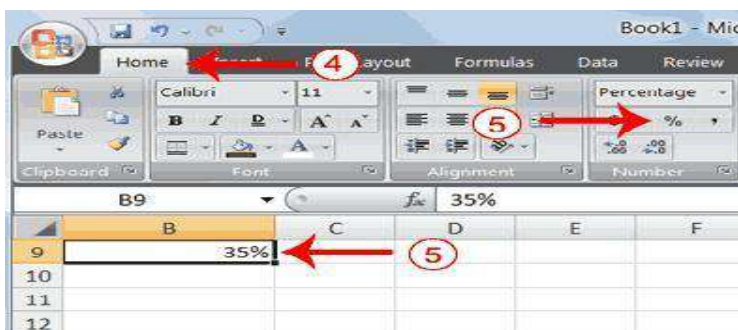 Book1 - Mic
Home 4 ayout Formulas Data Review
Calibri 11 Percentage
Paste B I D A A 5 % ,
Clipboard Font Alignment Number
B9 fx 35%
B C D E F
9 35% 5
10
11
12